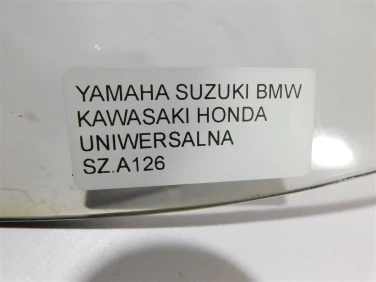 YAMAHA SUZUKI BMW
KAWASAKI HONDA
UNIWERSALNA
SZ.A126